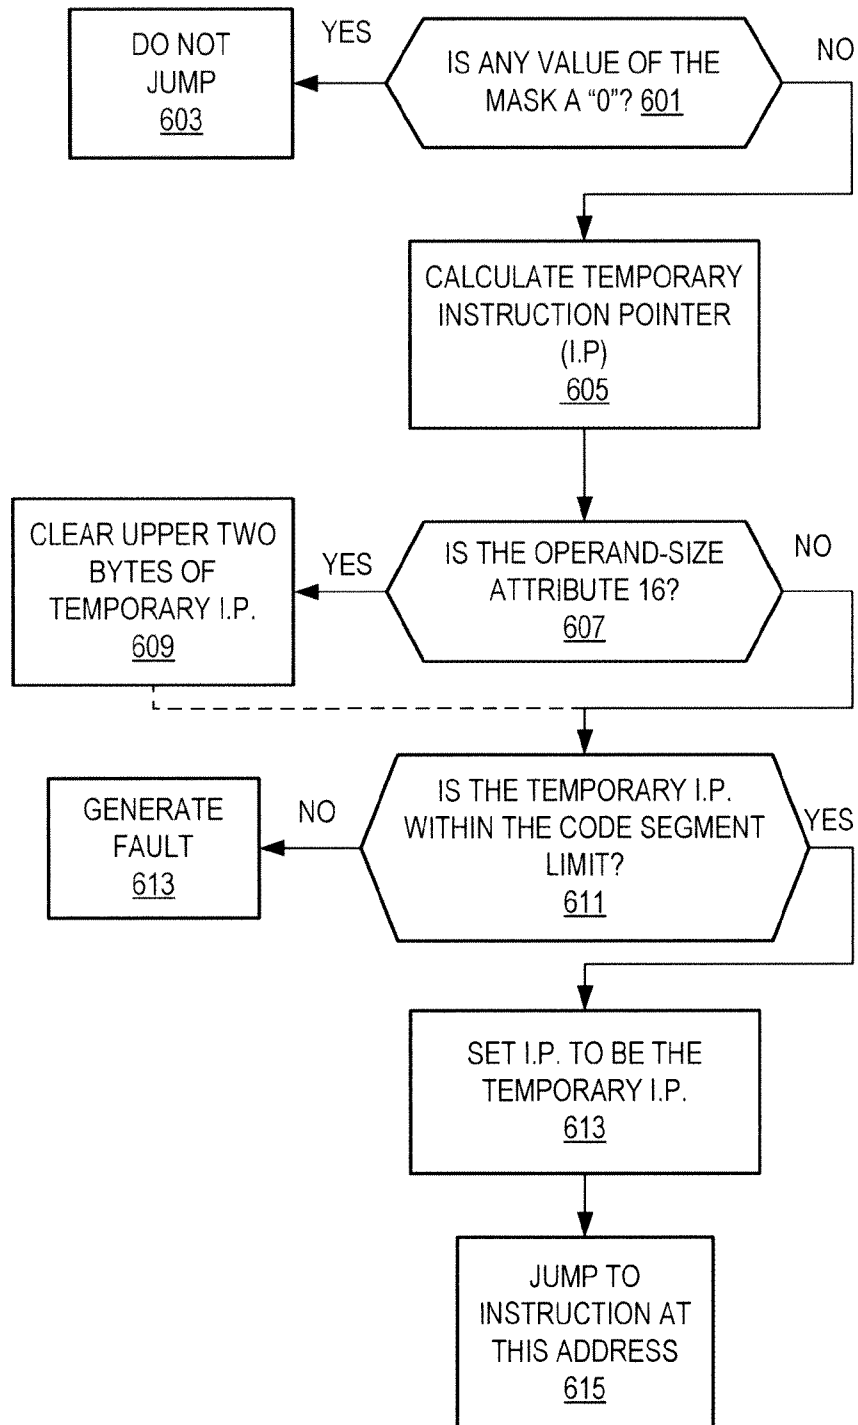 DO NOT
JUMP
603
YES
IS ANY VALUE OF THE
MASK A “0”? 601
NO
CALCULATE TEMPORARY
INSTRUCTION POINTER
(I.P)
605
CLEAR UPPER TWO
BYTES OF
TEMPORARY I.P.
609
YES
IS THE OPERAND-SIZE
ATTRIBUTE 16?
607
NO
GENERATE
FAULT
613
NO
IS THE TEMPORARY I.P.
WITHIN THE CODE SEGMENT
LIMIT?
611
YES
SET I.P. TO BE THE
TEMPORARY I.P.
613
JUMP TO
INSTRUCTION AT
THIS ADDRESS
615